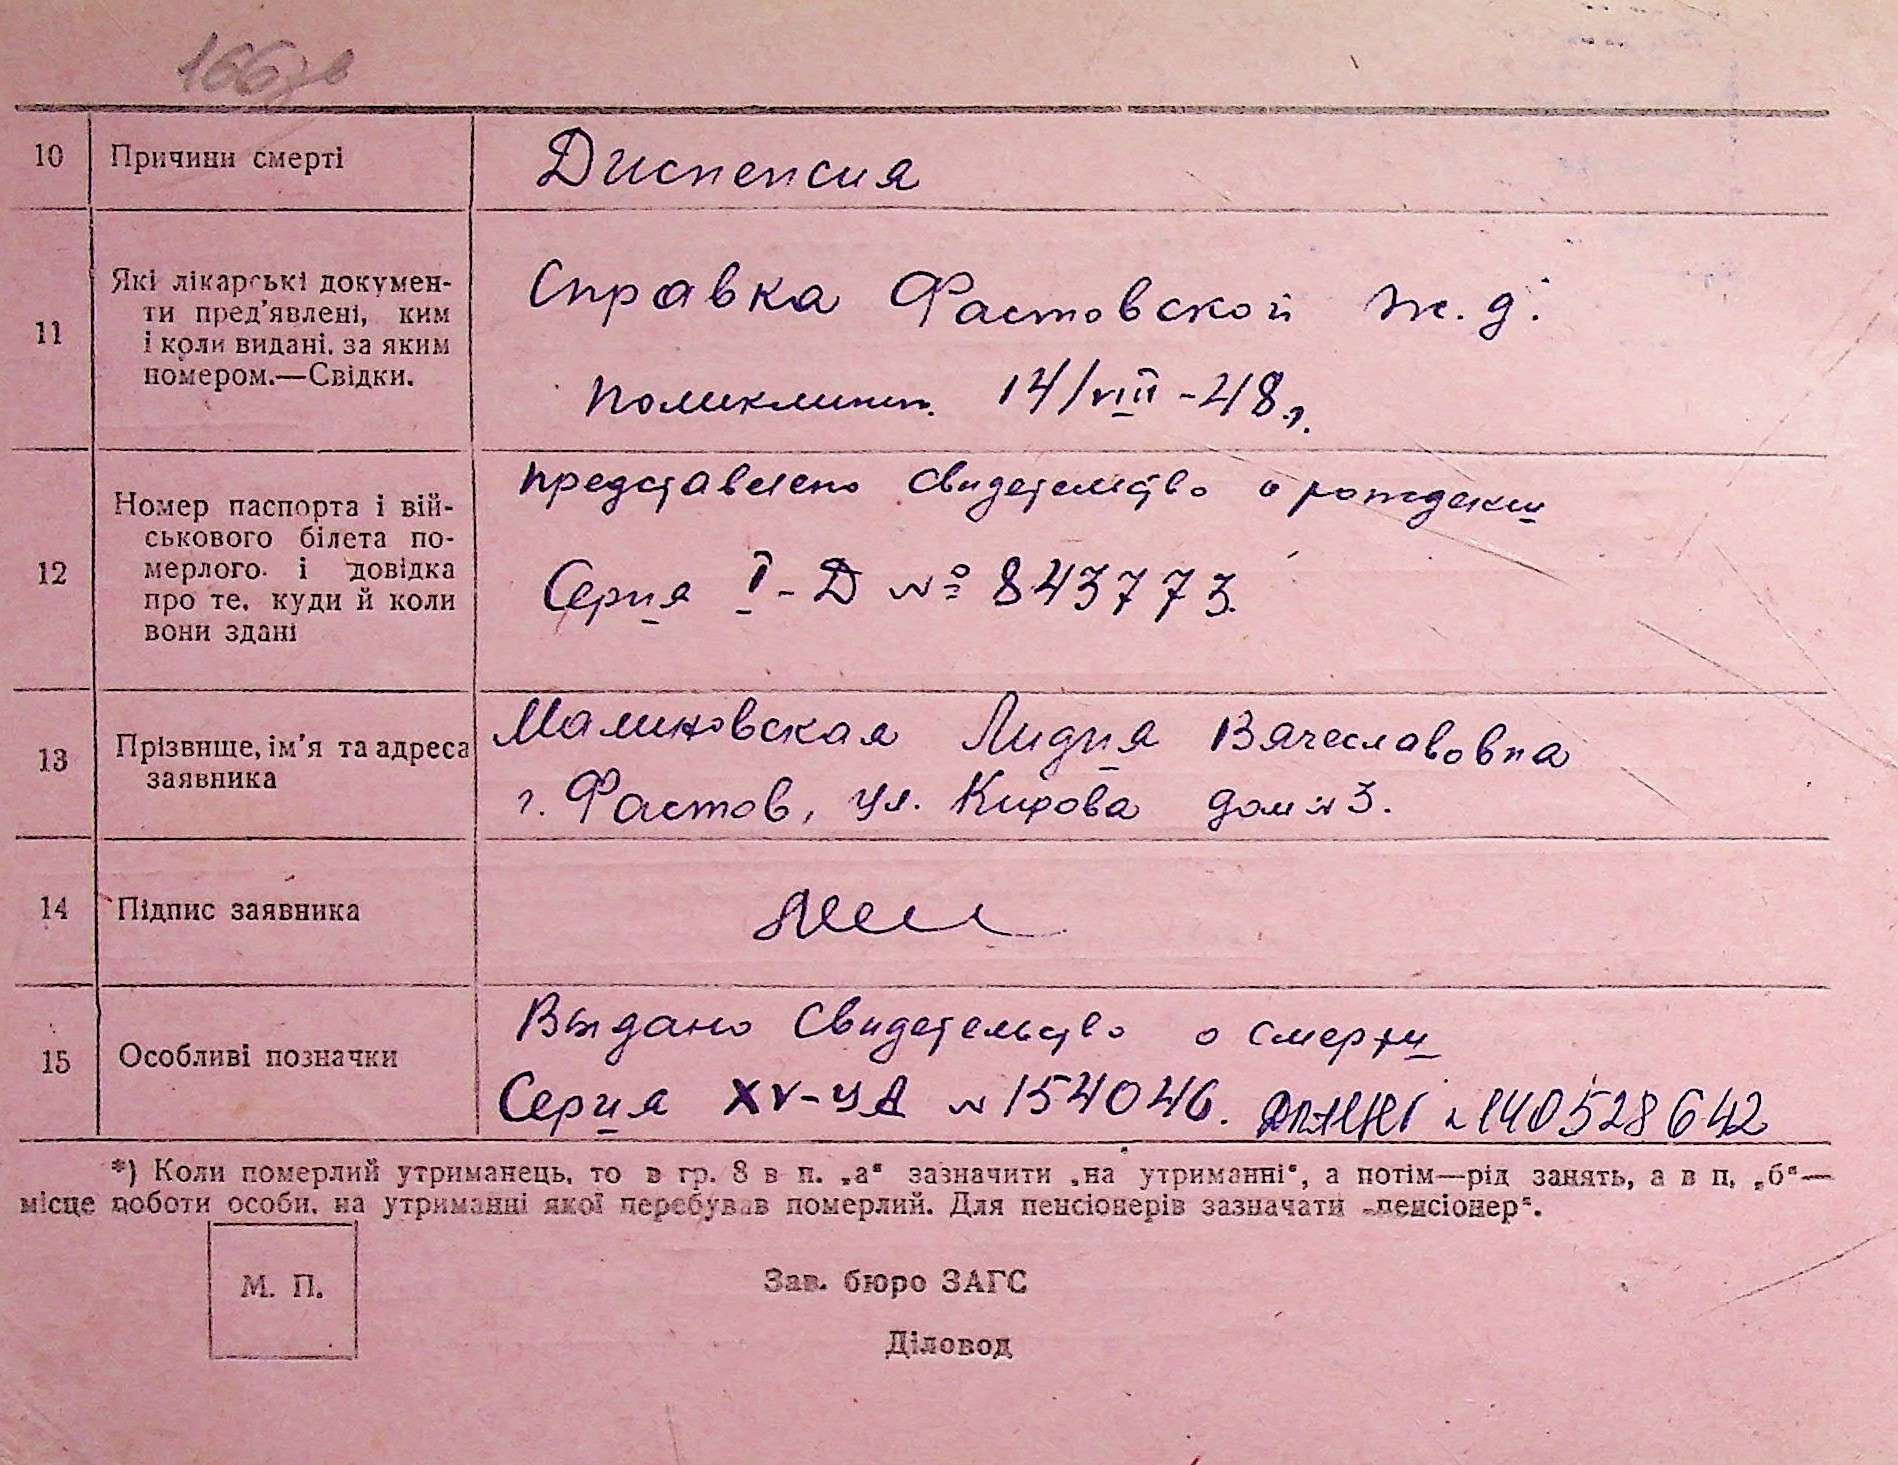 166зв
10 Причини смерті Диспепсия
11 Які лікарські докумен-
ти пред'явлені, ким
і коли видані, за яким
номером.—Свідки.
Справка Фастовской ж.д.
поликлиники 14/VIII-48 г.
12 Номер паспорта і вій-
ськового білета по-
мерлого і довідка
про те, куди й коли
вони здані
представлено свидетельство о рождении
Серия I-Д № 843773.
13 Прізвище, ім'я та адреса
заявника
Малиновская Лидия Вячеславовна
г. Фастов, ул. Кирова дом № 3.
14 Підпис заявника
15 Особливі позначки
Выдано Свидетельство о смерти
Серия XV-УА № 154046. № 140528642
*) Коли померлий утриманець, то в гр. 8 в п. „а“ зазначити „на утриманні“, а потім—рід занять, а в п. „б“—
місце роботи особи, на утриманні якої перебував померлий. Для пенсіонерів зазначати „пенсіонер“.
М. П.
Зав. бюро ЗАГС
Діловод